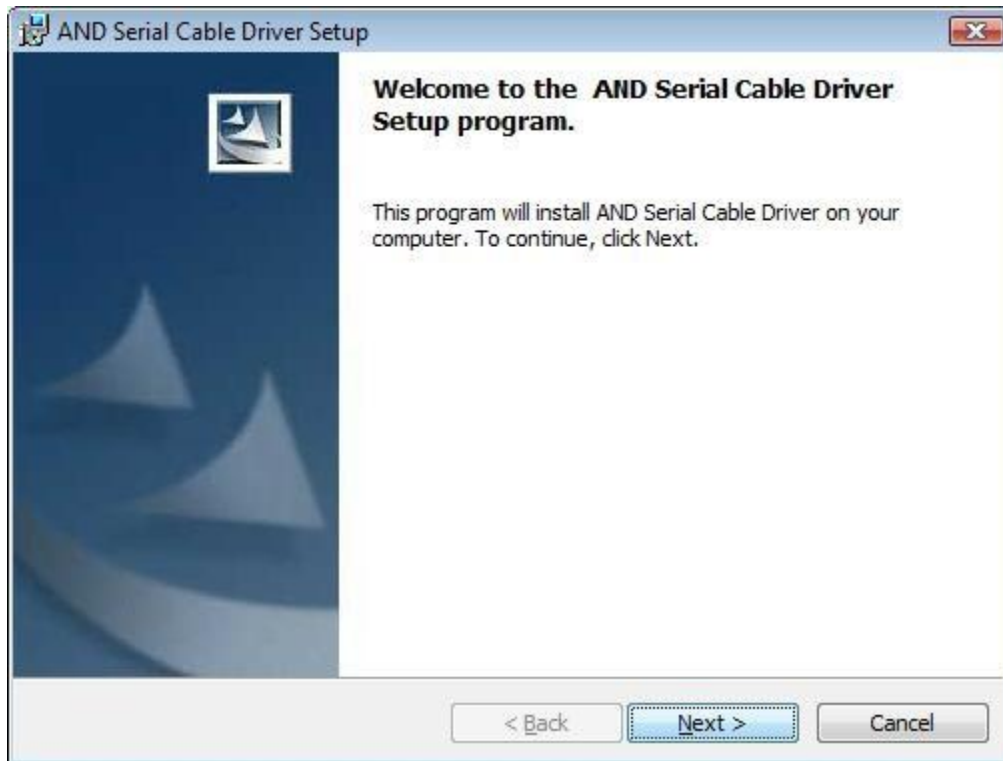 AND Serial Cable Driver Setup
Welcome to the AND Serial Cable Driver
Setup program.
This program will install AND Serial Cable Driver on your
computer. To continue, click Next.
< Back
Next >
Cancel